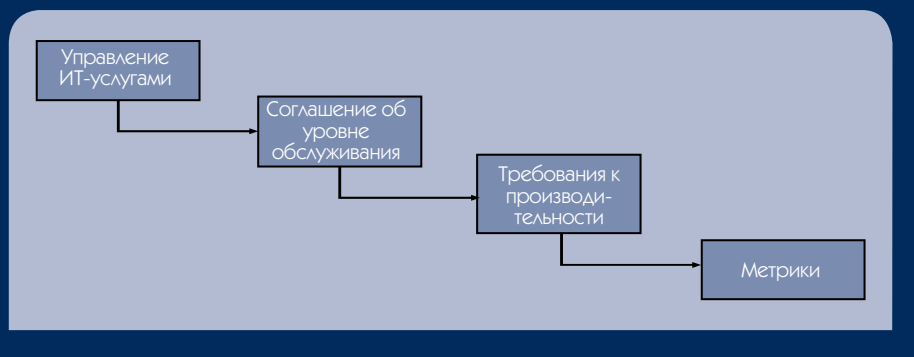 Управление
ИТ-услугами
Соглашение об
уровне
обслуживания
Требования к
производи-
тельности
Метрики